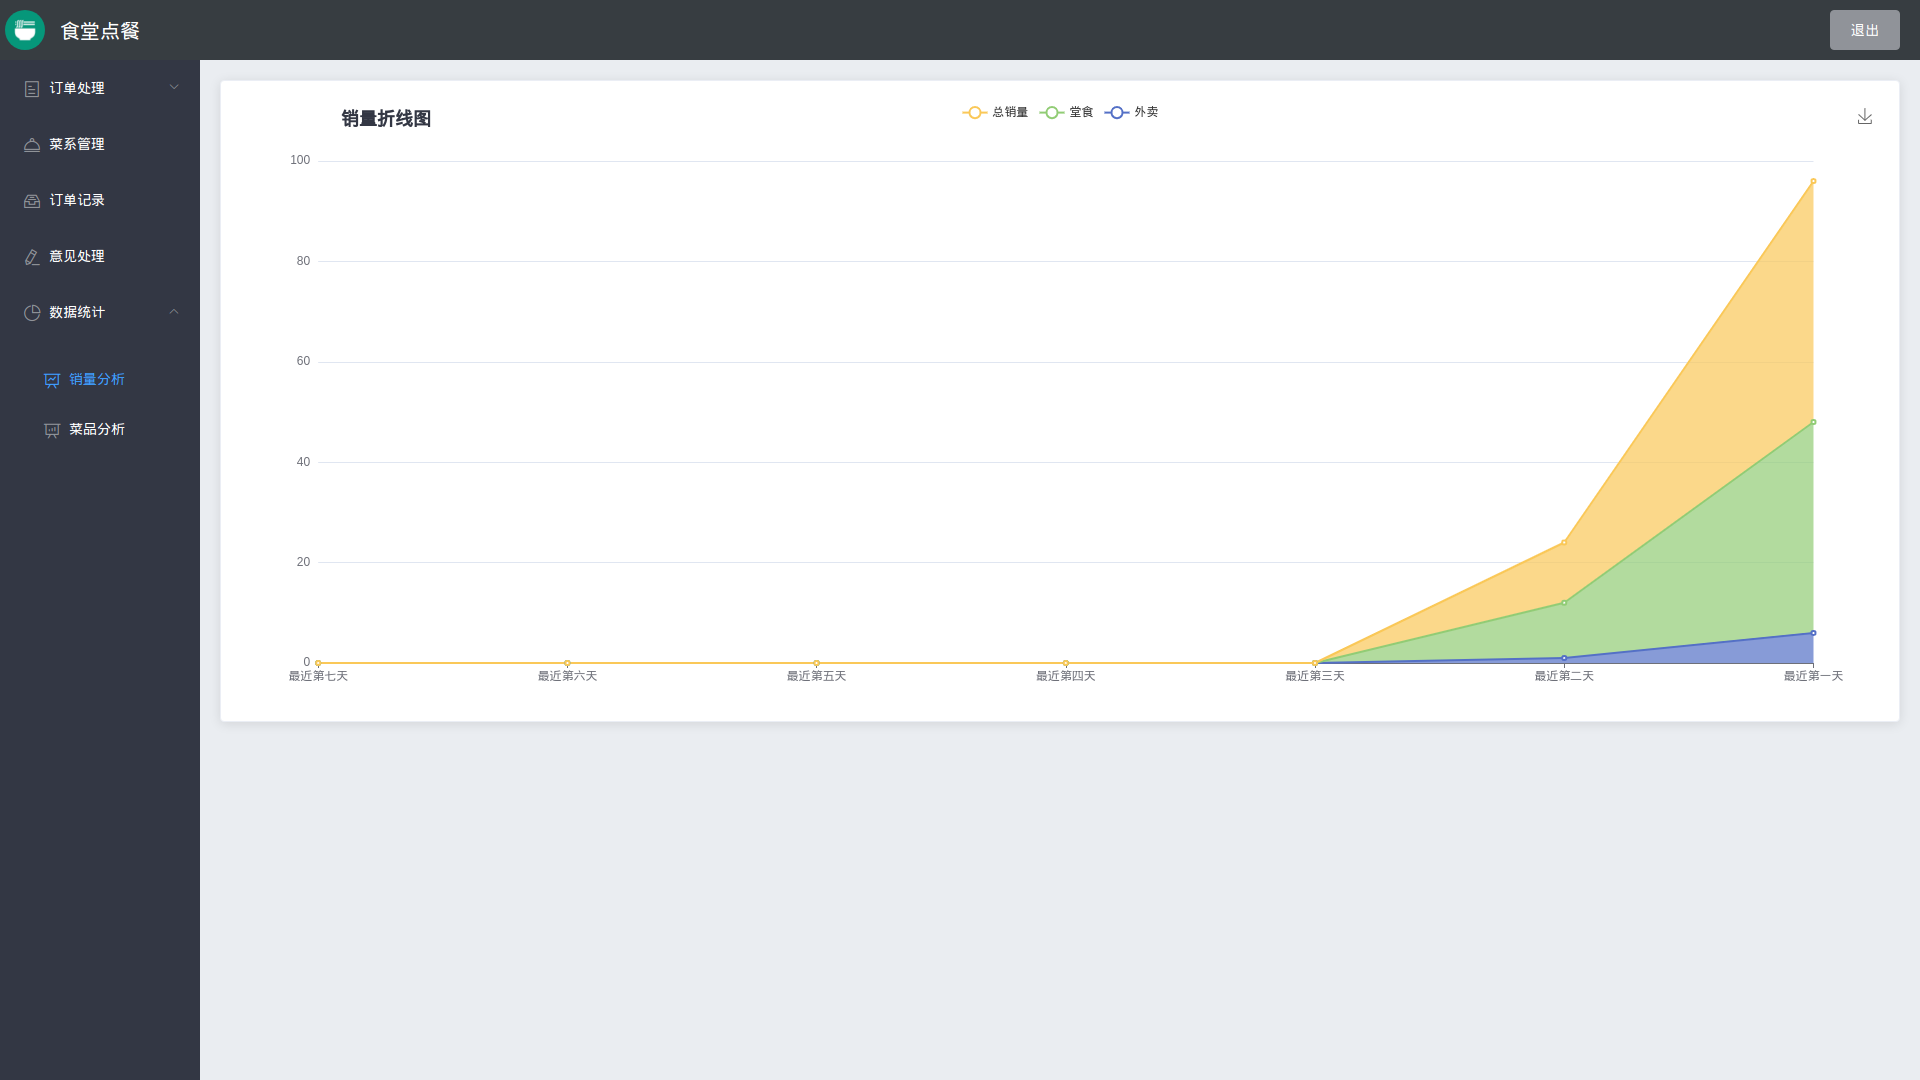 食堂点餐
退出
订单处理
菜系管理
订单记录
意见处理
数据统计
销量分析
菜品分析
销量折线图
总销量 堂食 外卖
100
80
60
40
20
0
最近第七天 最近第六天 最近第五天 最近第四天 最近第三天 最近第二天 最近第一天